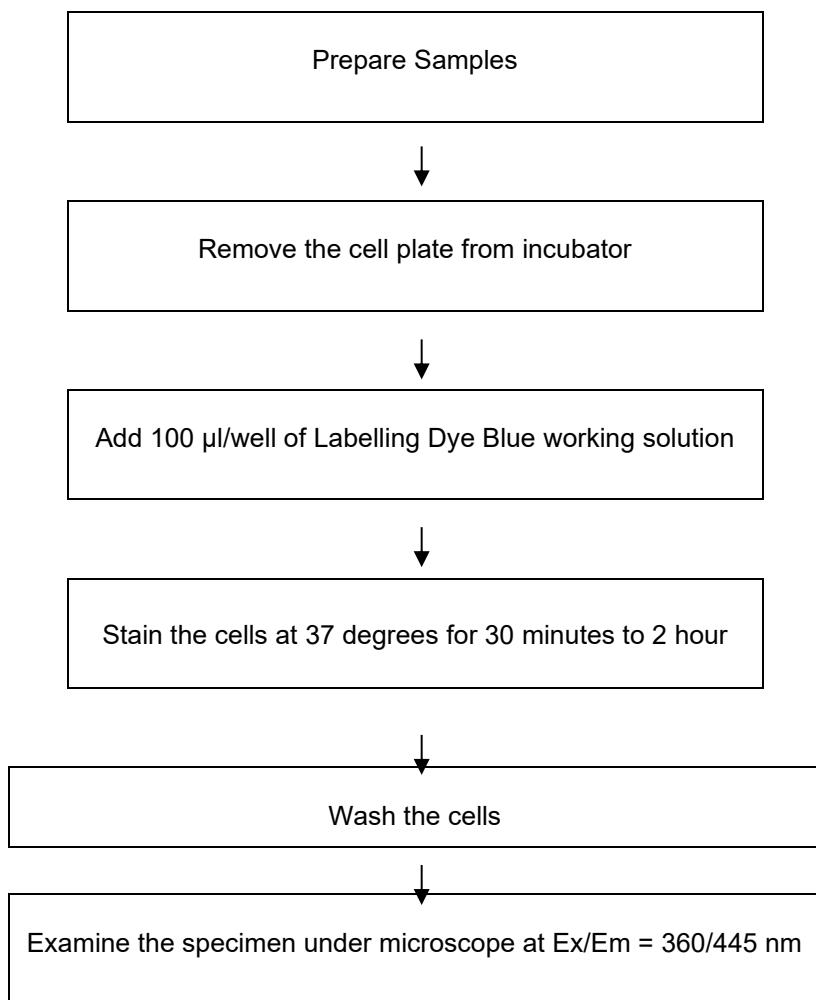 Prepare Samples
Remove the cell plate from incubator
Add 100 µl/well of Labelling Dye Blue working solution
Stain the cells at 37 degrees for 30 minutes to 2 hour
Wash the cells
Examine the specimen under microscope at Ex/Em = 360/445 nm